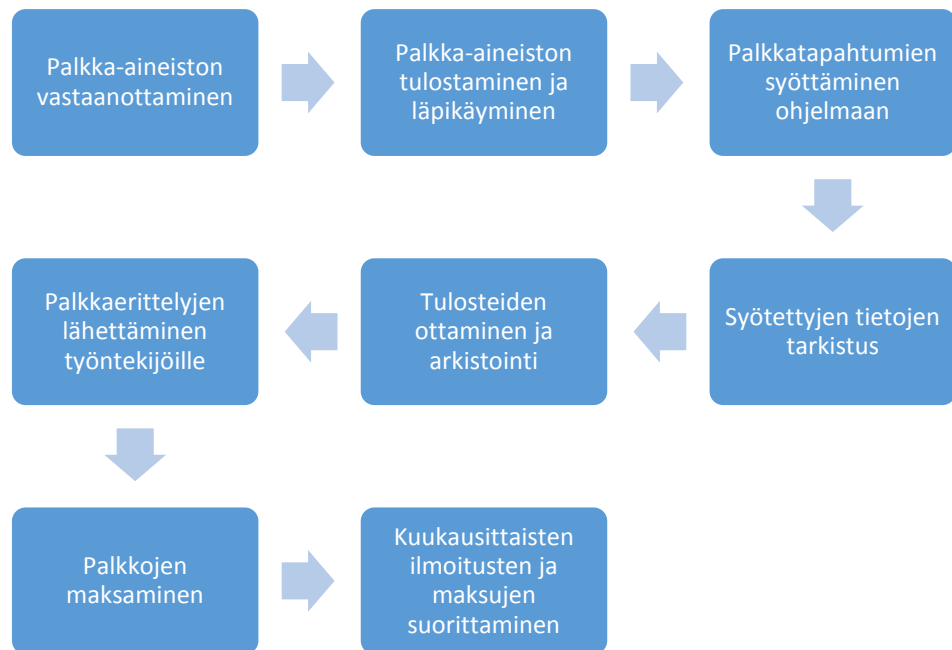 Palkka-aineiston
vastaanottaminen
Palkka-aineiston
tulostaminen ja
läpikäyminen
Palkkatapahtumien
syöttäminen
ohjelmaan
Syötettyjen tietojen
tarkistus
Tulosteiden
ottaminen ja
arkistointi
Palkkaerittelyjen
lähettäminen
työntekijöille
Palkkojen
maksaminen
Kuukausittaisten
ilmoitusten ja
maksujen
suorittaminen